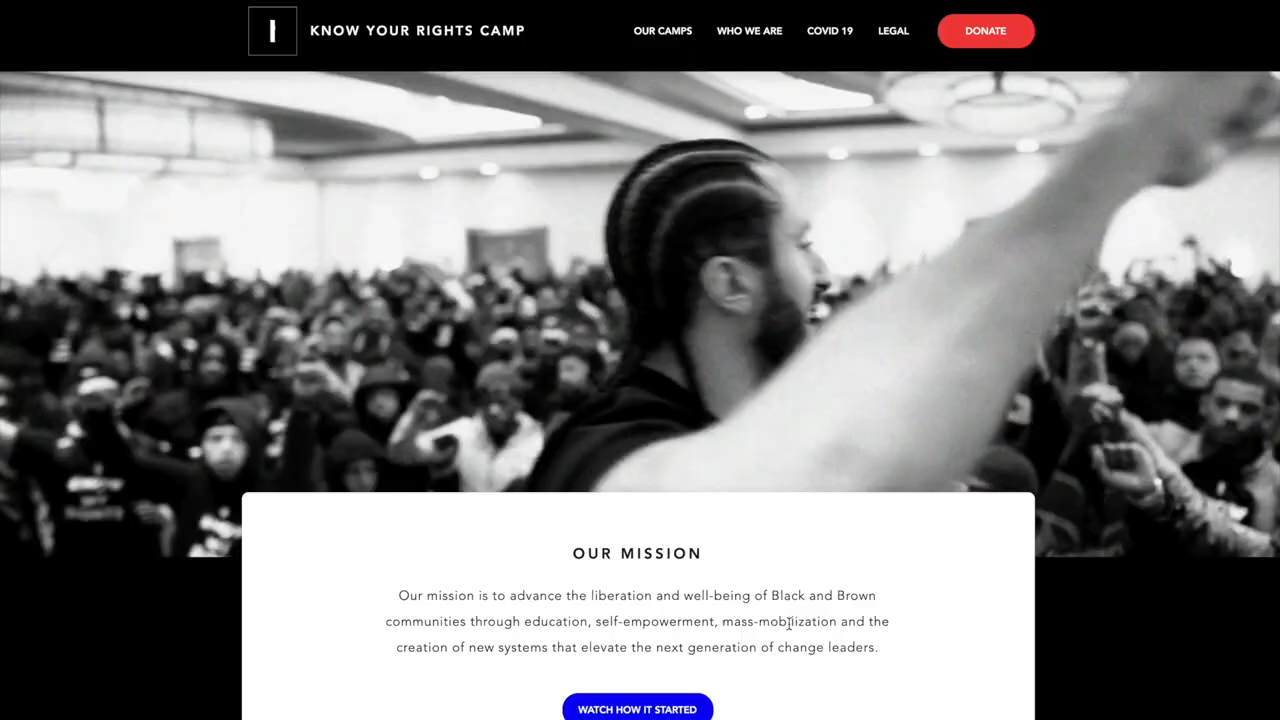 KNOW YOUR RIGHTS CAMP
OUR CAMPS
WHO WE ARE
COVID 19
LEGAL
DONATE
OUR MISSION
Our mission is to advance the liberation and well-being of Black and Brown
communities through education, self-empowerment, mass-mobilization and the
creation of new systems that elevate the next generation of change leaders.
WATCH HOW IT STARTED